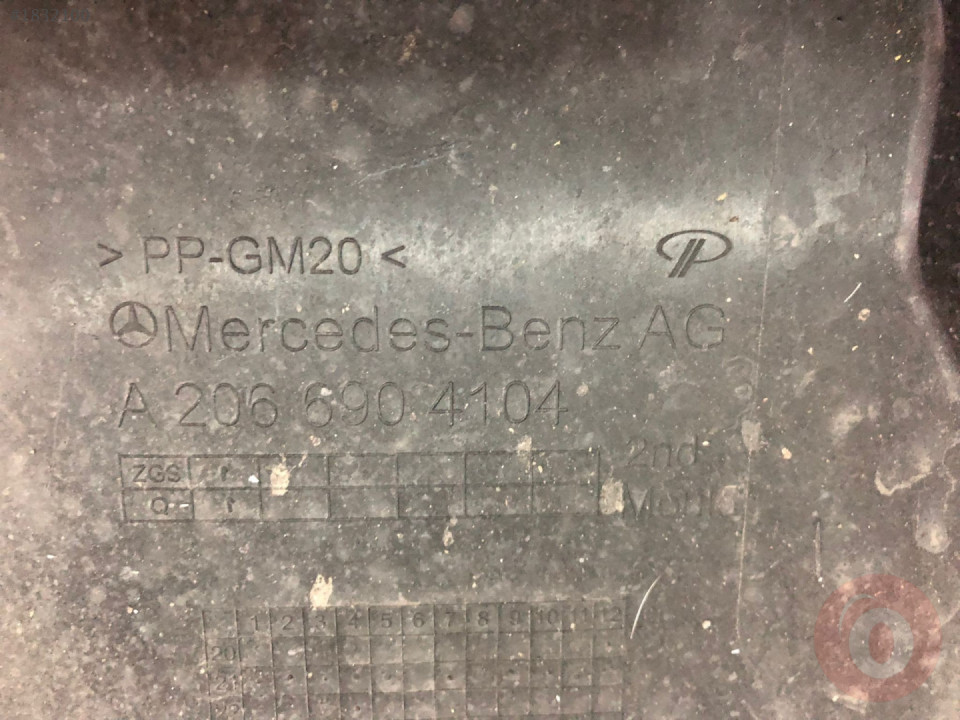 > PP-GM20 <
Mercedes-Benz AG
A 206 690 4104
ZGS
2nd
Q
1 2 3 4 5 6 7 8 9 10 11 12
20
21